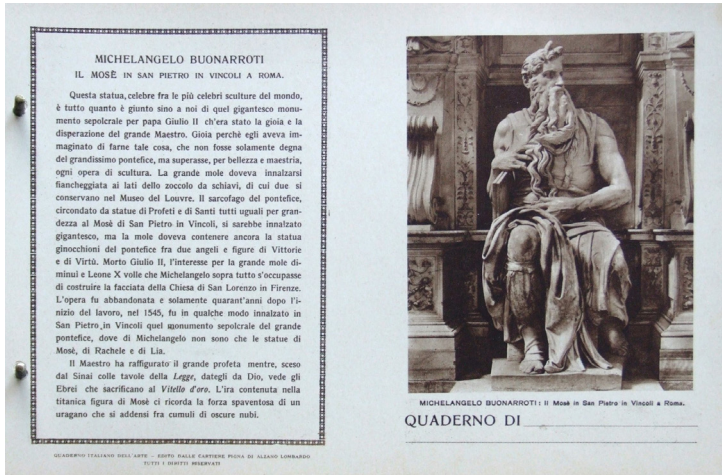 MICHELANGELO BUONARROTI
IL MOSÈ IN SAN PIETRO IN VINCOLI A ROMA.
Questa statua, celebre fra le più celebri sculture del mondo,
è tutto quanto è giunto sino a noi di quel gigantesco monu-
mento sepolcrale per papa Giulio II ch'era stato la gioia e la
disperazione del grande Maestro. Gioia perchè egli aveva im-
maginato di farne tale cosa, che non fosse solamente degna
del grandissimo pontefice, ma superasse, per bellezza e maestria,
ogni opera di scultura. La grande mole doveva innalzarsi
fiancheggiata ai lati dello zoccolo da schiavi, di cui due si
conservano nel Museo del Louvre. Il sarcofago del pontefice,
circondato da statue di Profeti e di Santi tutti uguali per gran-
dezza al Mosè di San Pietro in Vincoli, si sarebbe innalzato
gigantesco, ma la mole doveva contenere ancora la statua
ginocchioni del pontefice fra due angeli e figure di Vittorie
e di Virtù. Morto Giulio II, l'interesse per la grande mole di-
minuì e Leone X volle che Michelangelo sopra tutto s'occupasse
di costruire la facciata della Chiesa di San Lorenzo in Firenze.
L'opera fu abbandonata e solamente quarant'anni dopo l'i-
nizio del lavoro, nel 1545, fu in qualche modo innalzato in
San Pietro in Vincoli quel monumento sepolcrale del grande
pontefice, dove di Michelangelo non sono che le statue di
Mosè, di Rachele e di Lia.
Il Maestro ha raffigurato il grande profeta mentre, sceso
dal Sinai colle tavole della Legge, dategli da Dio, vede gli
Ebrei che sacrificano al Vitello d'oro. L'ira contenuta nella
titanica figura di Mosè ci ricorda la forza spaventosa di un
uragano che si addensi fra cumuli di oscure nubi.
QUADERNO ITALIANO DELL'ARTE - EDITO DALLE CARTIERE PIGNA DI ALZANO LOMBARDO
TUTTI I DIRITTI RISERVATI
MICHELANGELO BUONARROTI: Il Mosè in San Pietro in Vincoli a Roma.
QUADERNO DI